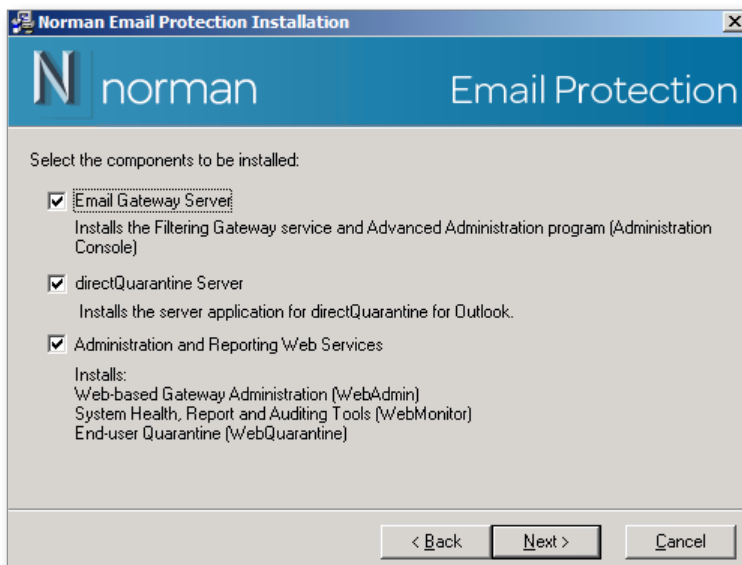 Norman Email Protection Installation
N norman Email Protection
Select the components to be installed:
Email Gateway Server
Installs the Filtering Gateway service and Advanced Administration program (Administration
Console)
directQuarantine Server
Installs the server application for directQuarantine for Outlook.
Administration and Reporting Web Services
Installs:
Web-based Gateway Administration (WebAdmin)
System Health, Report and Auditing Tools (WebMonitor)
End-user Quarantine (WebQuarantine)
< Back Next > Cancel